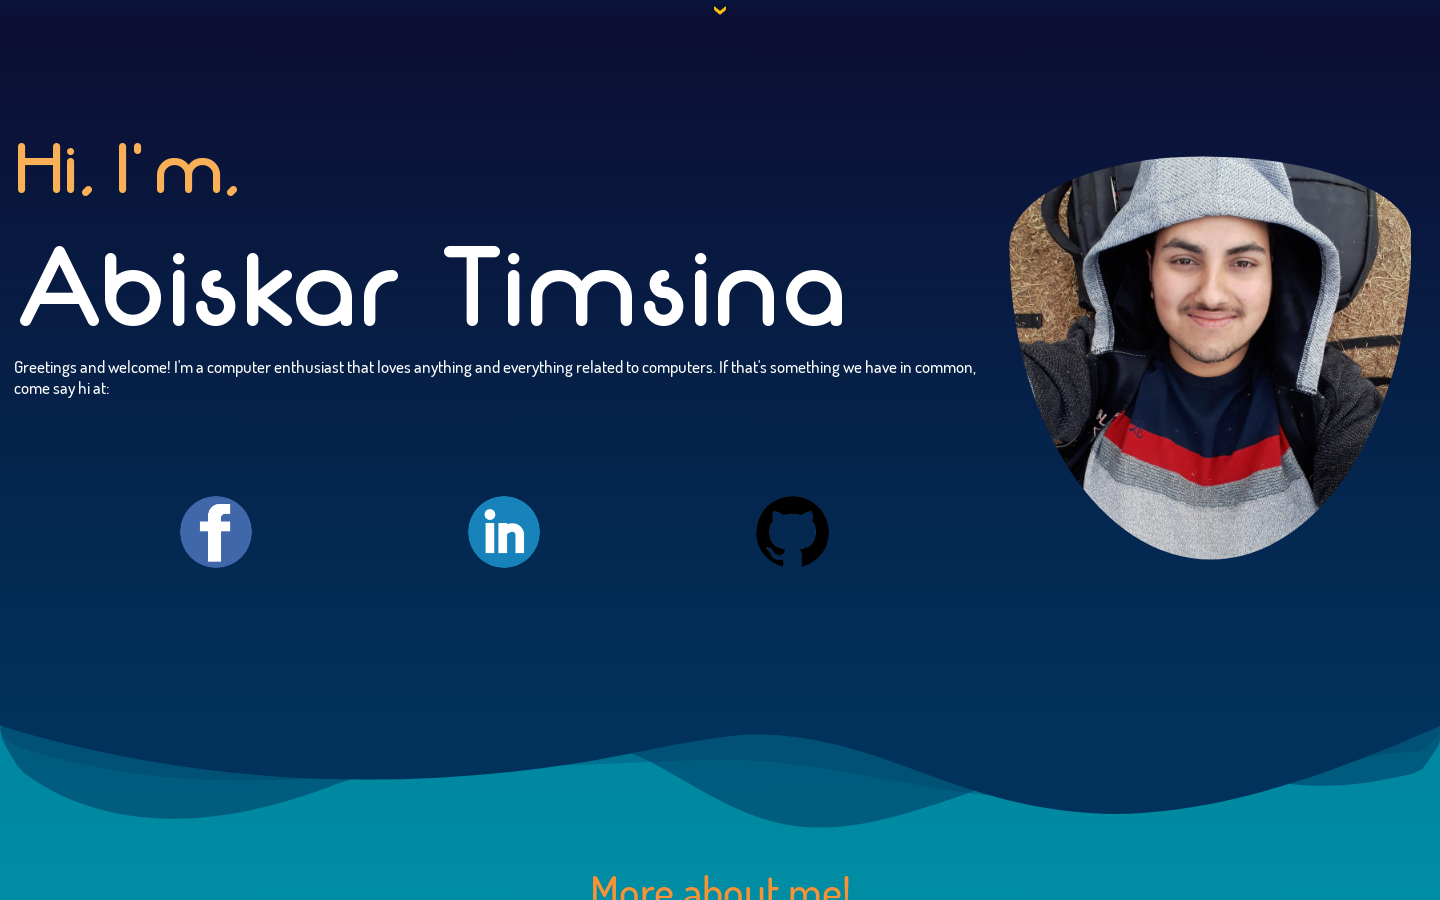 Hi, I'm,
Abiskar Timsina
Greetings and welcome! I'm a computer enthusiast that loves anything and everything related to computers. If that's something we have in common,
come say hi at:
f
in
More about me!